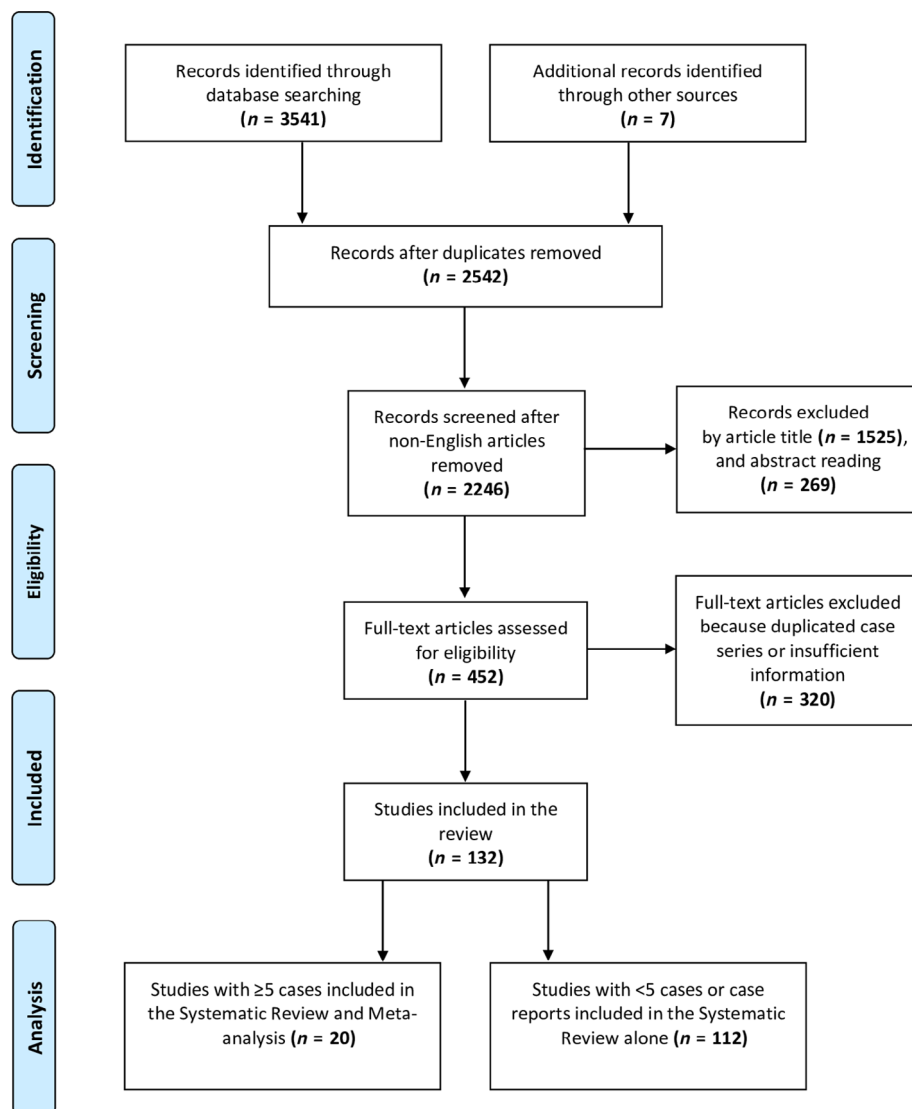 Identification
Records identified through
database searching
(n = 3541)
Additional records identified
through other sources
(n = 7)
Screening
Records after duplicates removed
(n = 2542)
Records screened after
non-English articles
removed
(n = 2246)
Records excluded
by article title (n = 1525),
and abstract reading
(n = 269)
Eligibility
Full-text articles assessed
for eligibility
(n = 452)
Full-text articles excluded
because duplicated case
series or insufficient
information
(n = 320)
Included
Studies included in the
review
(n = 132)
Analysis
Studies with ≥5 cases included in
the Systematic Review and Meta-
analysis (n = 20)
Studies with <5 cases or case
reports included in the Systematic
Review alone (n = 112)